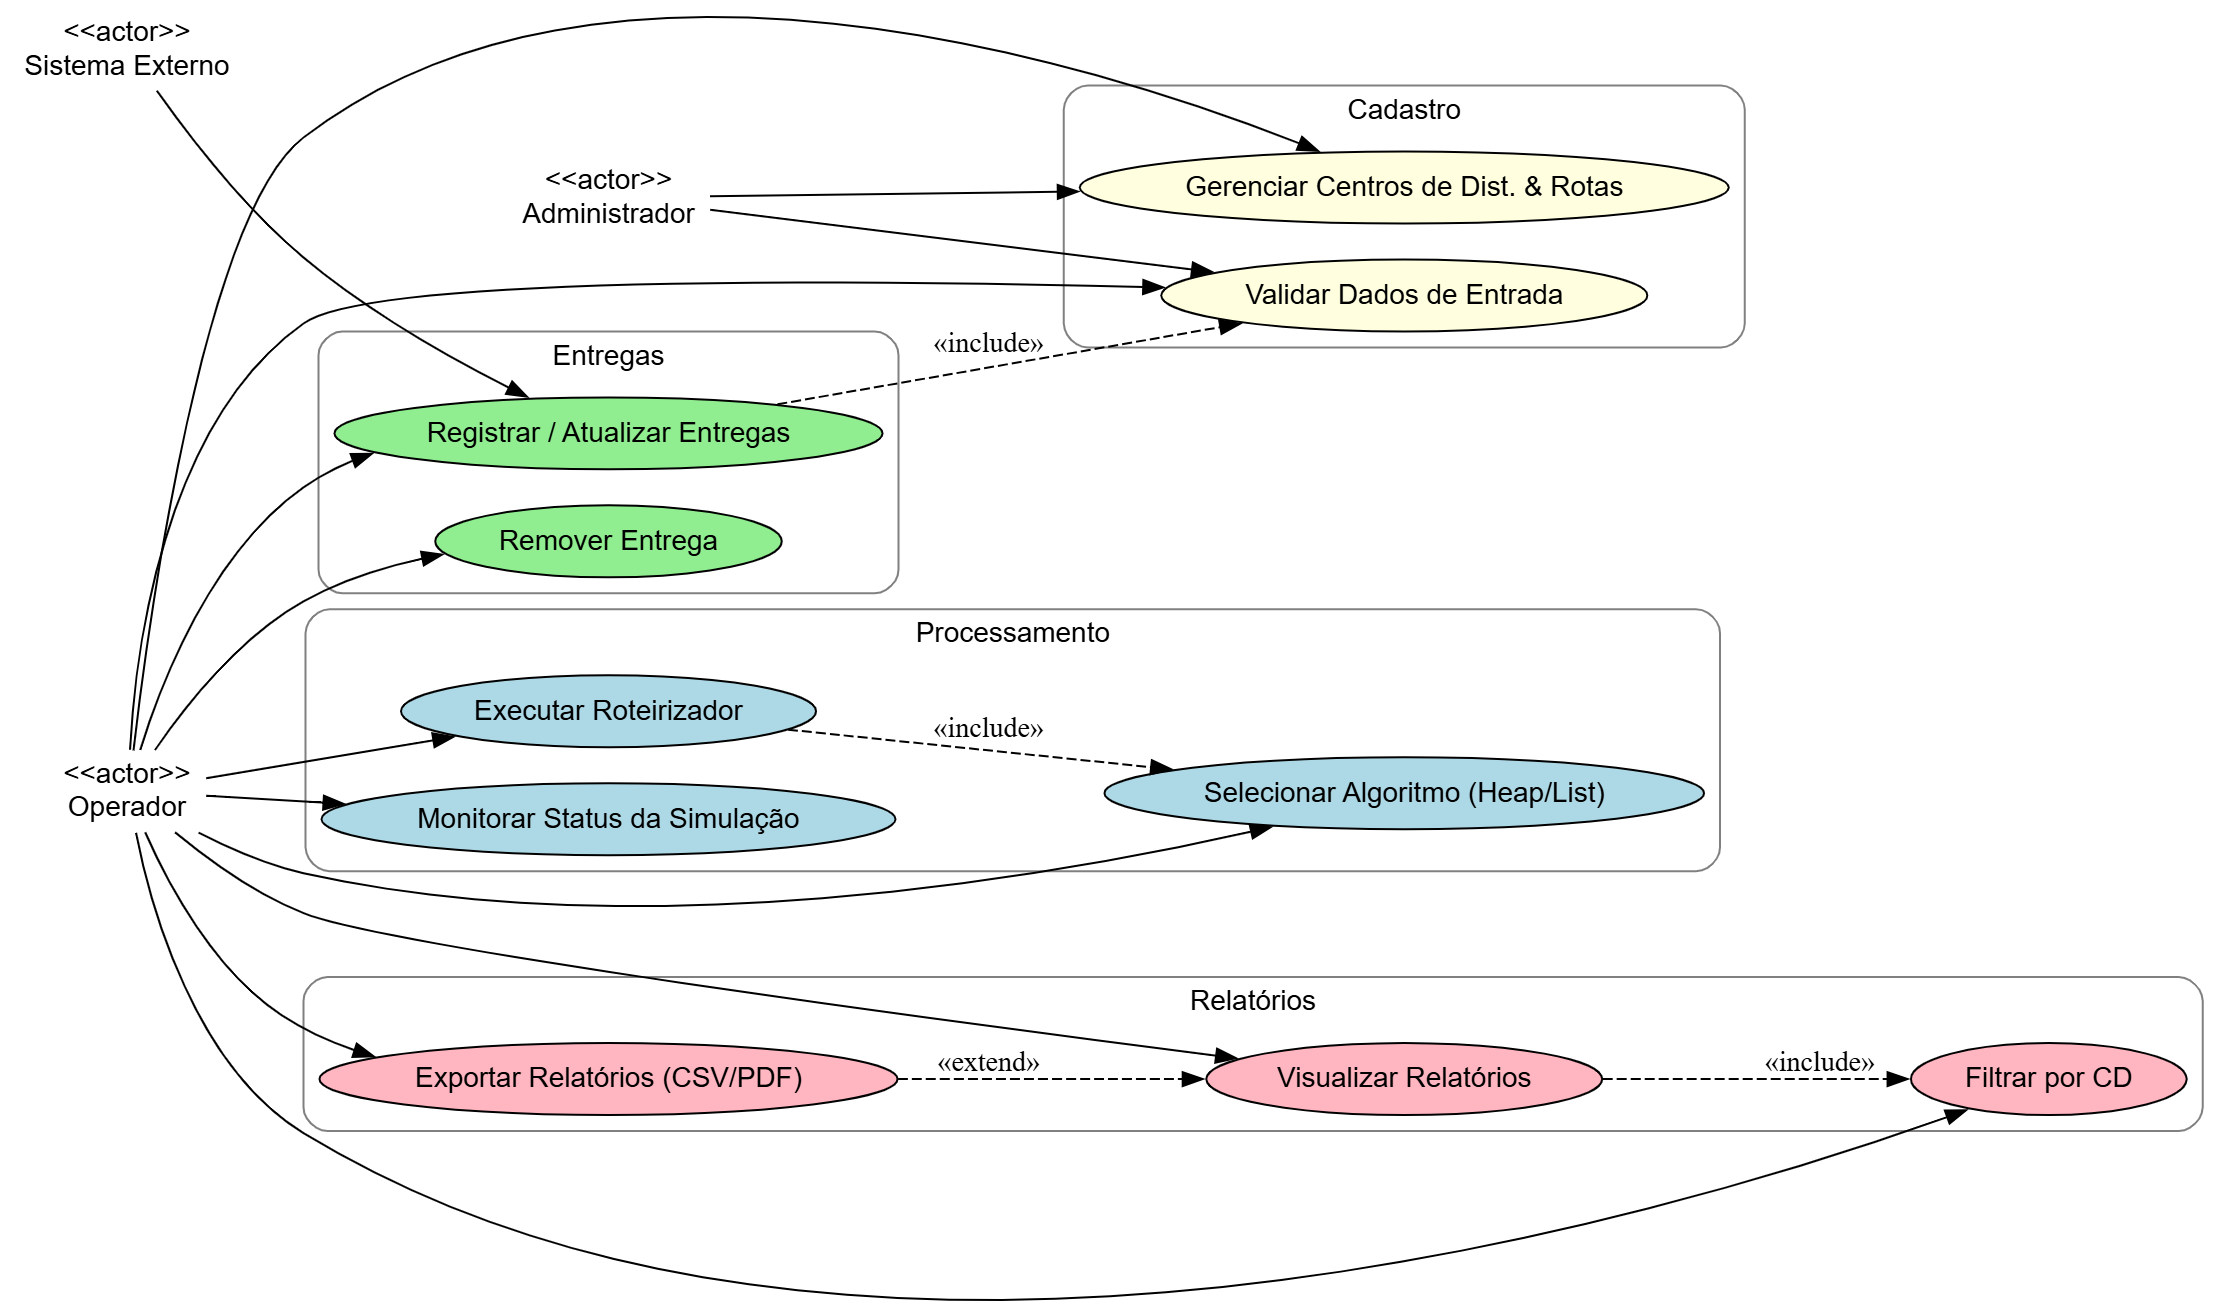 <<actor>>
Sistema Externo
Cadastro
<<actor>>
Administrador
Gerenciar Centros de Dist. & Rotas
Validar Dados de Entrada
«include»
Entregas
Registrar / Atualizar Entregas
Remover Entrega
Processamento
Executar Roteirizador
«include»
<<actor>>
Operador
Selecionar Algoritmo (Heap/List)
Monitorar Status da Simulação
Relatórios
Exportar Relatórios (CSV/PDF)
«extend»
Visualizar Relatórios
«include»
Filtrar por CD